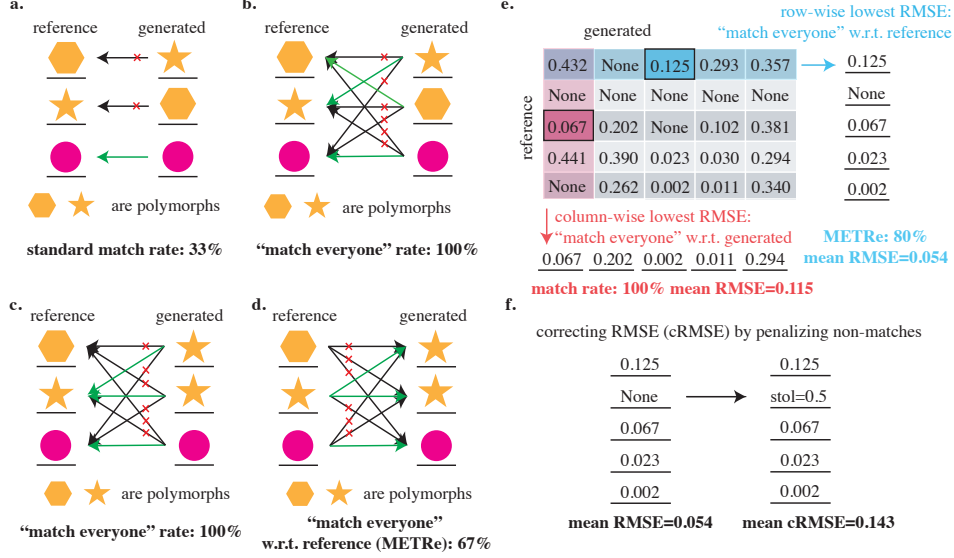 a.
reference generated
are polymorphs
standard match rate: 33%
b.
reference generated
are polymorphs
“match everyone” rate: 100%
c.
reference generated
are polymorphs
“match everyone” rate: 100%
d.
reference generated
are polymorphs
“match everyone”
w.r.t. reference (METRe): 67%
e.
row-wise lowest RMSE:
“match everyone” w.r.t. reference
generated
reference
0.432 None 0.125 0.293 0.357 0.125
None None None None None None
0.067 0.202 None 0.102 0.381 0.067
0.441 0.390 0.023 0.030 0.294 0.023
None 0.262 0.002 0.011 0.340 0.002
column-wise lowest RMSE:
“match everyone” w.r.t. generated
0.067 0.202 0.002 0.011 0.294
match rate: 100% mean RMSE=0.115
METRe: 80%
mean RMSE=0.054
f.
correcting RMSE (cRMSE) by penalizing non-matches
0.125 0.125
None stol=0.5
0.067 0.067
0.023 0.023
0.002 0.002
mean RMSE=0.054 mean cRMSE=0.143